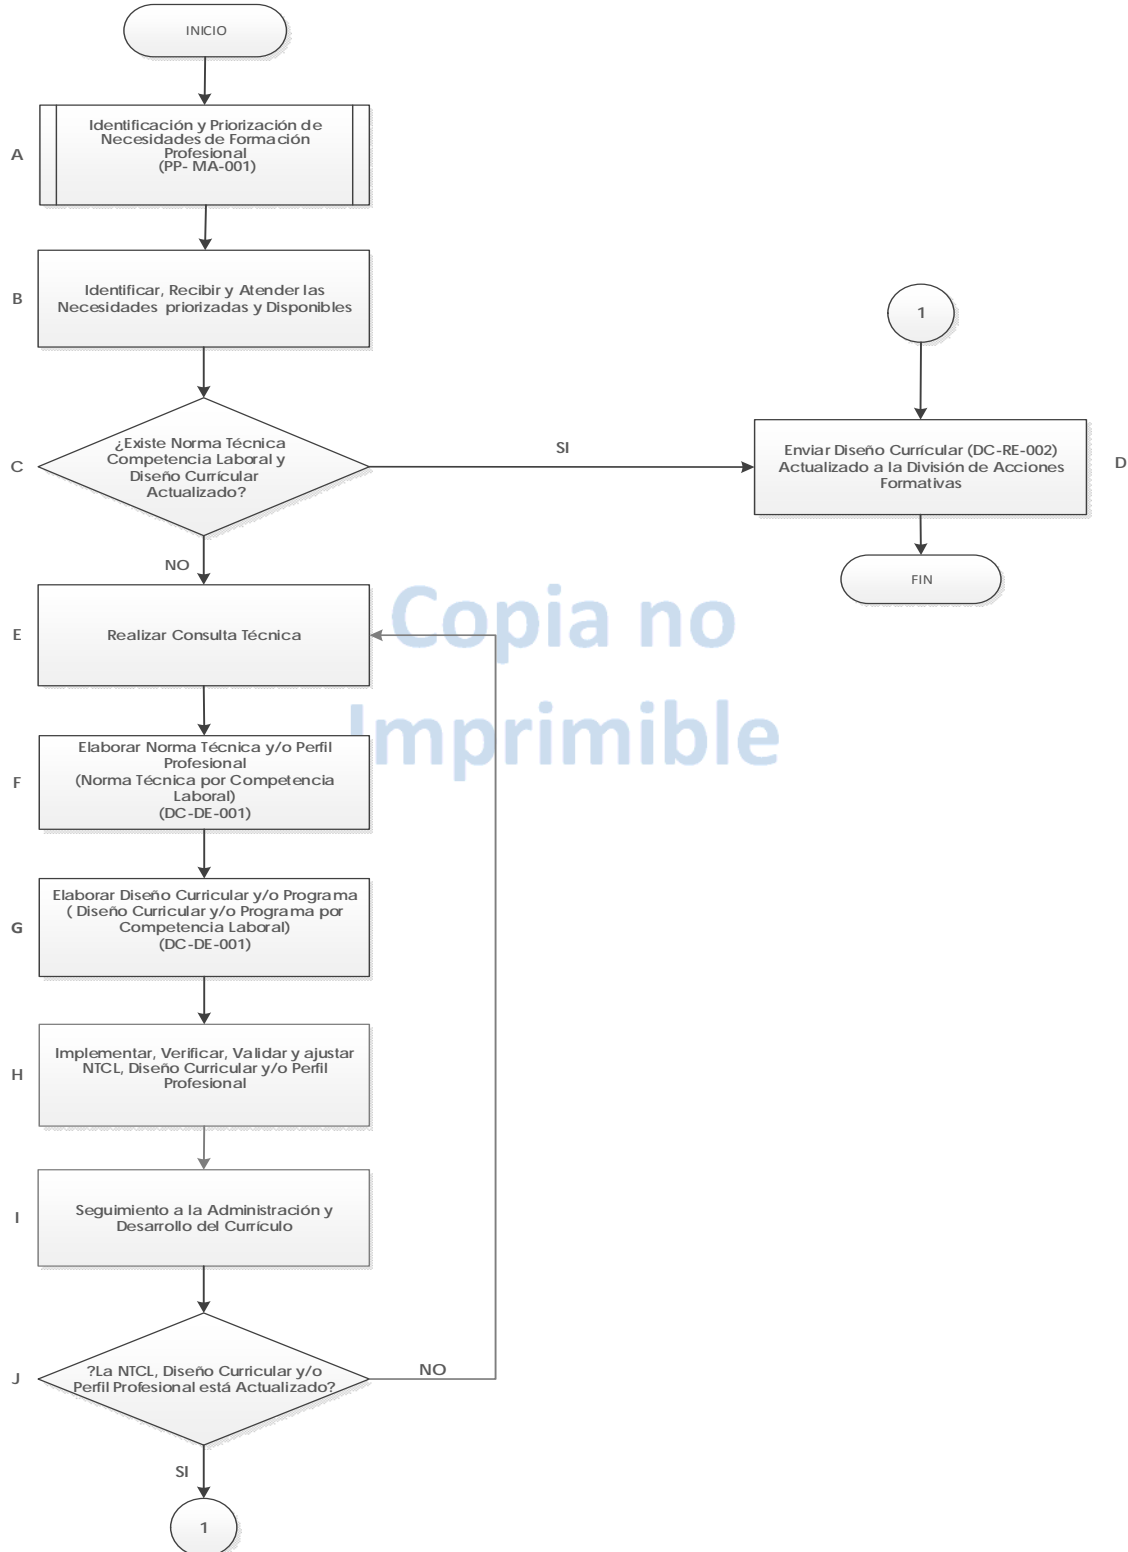 INICIO
A
Identificación y Priorización de
Necesidades de Formación
Profesional
(PP- MA-001)
B
Identificar, Recibir y Atender las
Necesidades priorizadas y Disponibles
1
C
¿Existe Norma Técnica
Competencia Laboral y
Diseño Currícular
Actualizado?
SI
Enviar Diseño Currícular (DC-RE-002)
Actualizado a la División de Acciones
Formativas
D
NO
FIN
Copia no
Imprimible
E
Realizar Consulta Técnica
F
Elaborar Norma Técnica y/o Perfil
Profesional
(Norma Técnica por Competencia
Laboral)
(DC-DE-001)
G
Elaborar Diseño Curricular y/o Programa
( Diseño Curricular y/o Programa por
Competencia Laboral)
(DC-DE-001)
H
Implementar, Verificar, Validar y ajustar
NTCL, Diseño Curricular y/o Perfil
Profesional
I
Seguimiento a la Administración y
Desarrollo del Currículo
J
?La NTCL, Diseño Curricular y/o
Perfil Profesional está Actualizado?
NO
SI
1